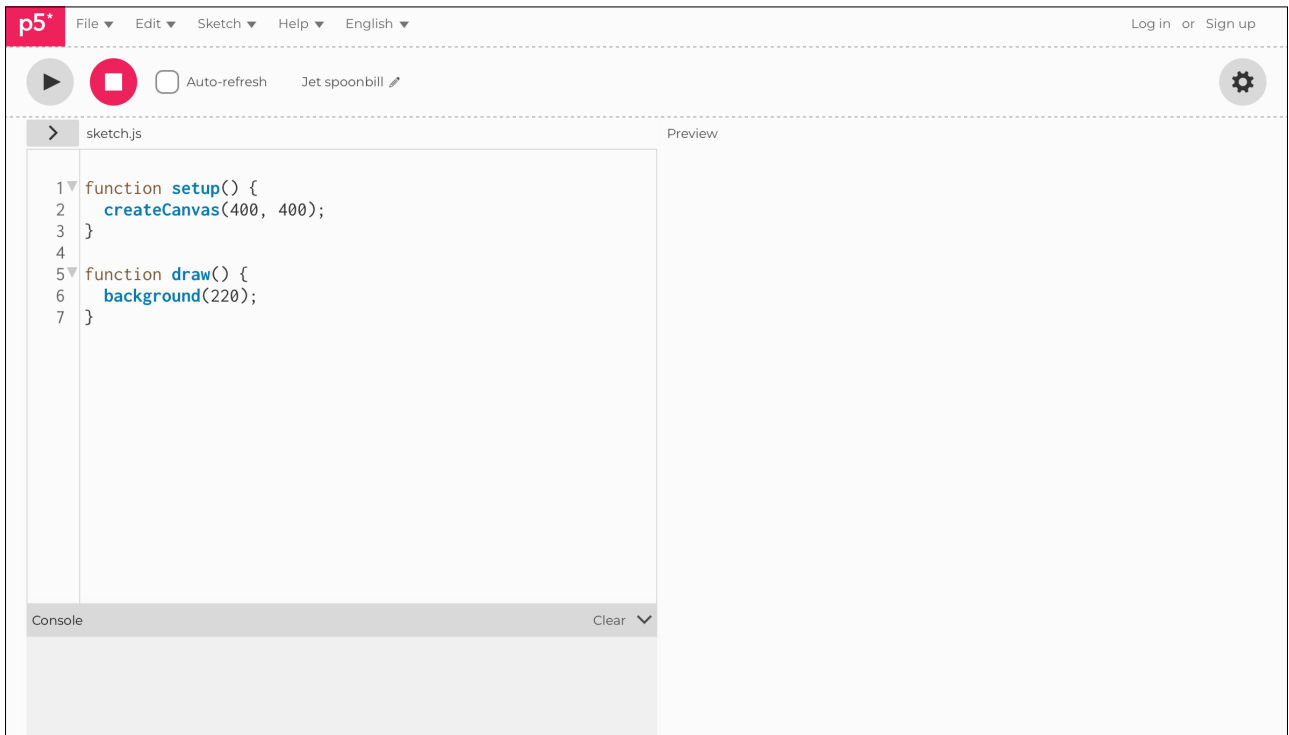 p5* File Edit Sketch Help English Log in or Sign up
Auto-refresh Jet spoonbill
sketch.js Preview
1 function setup() {
2 createCanvas(400, 400);
3 }
4
5 function draw() {
6 background(220);
7 }
Console Clear